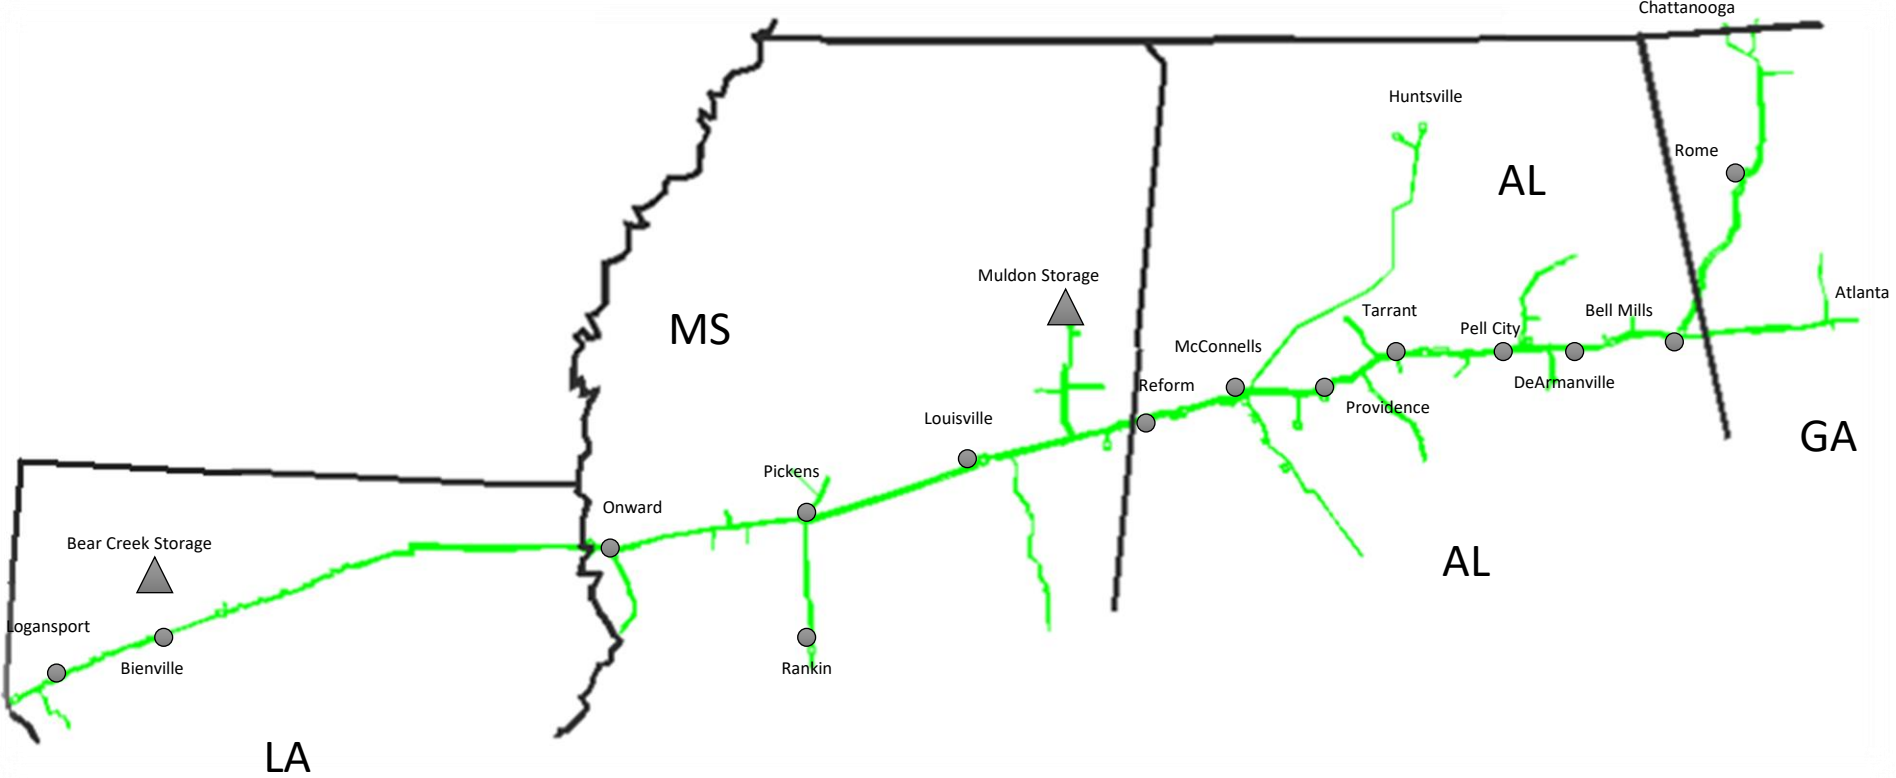 Chattanooga
Huntsville
Rome
AL
Muldon Storage
Atlanta
MS
Tarrant
Bell Mills
Pell City
McConnells
Reform
DeArmanville
Providence
Louisville
GA
Pickens
Onward
Bear Creek Storage
AL
Logansport
Bienville
Rankin
LA